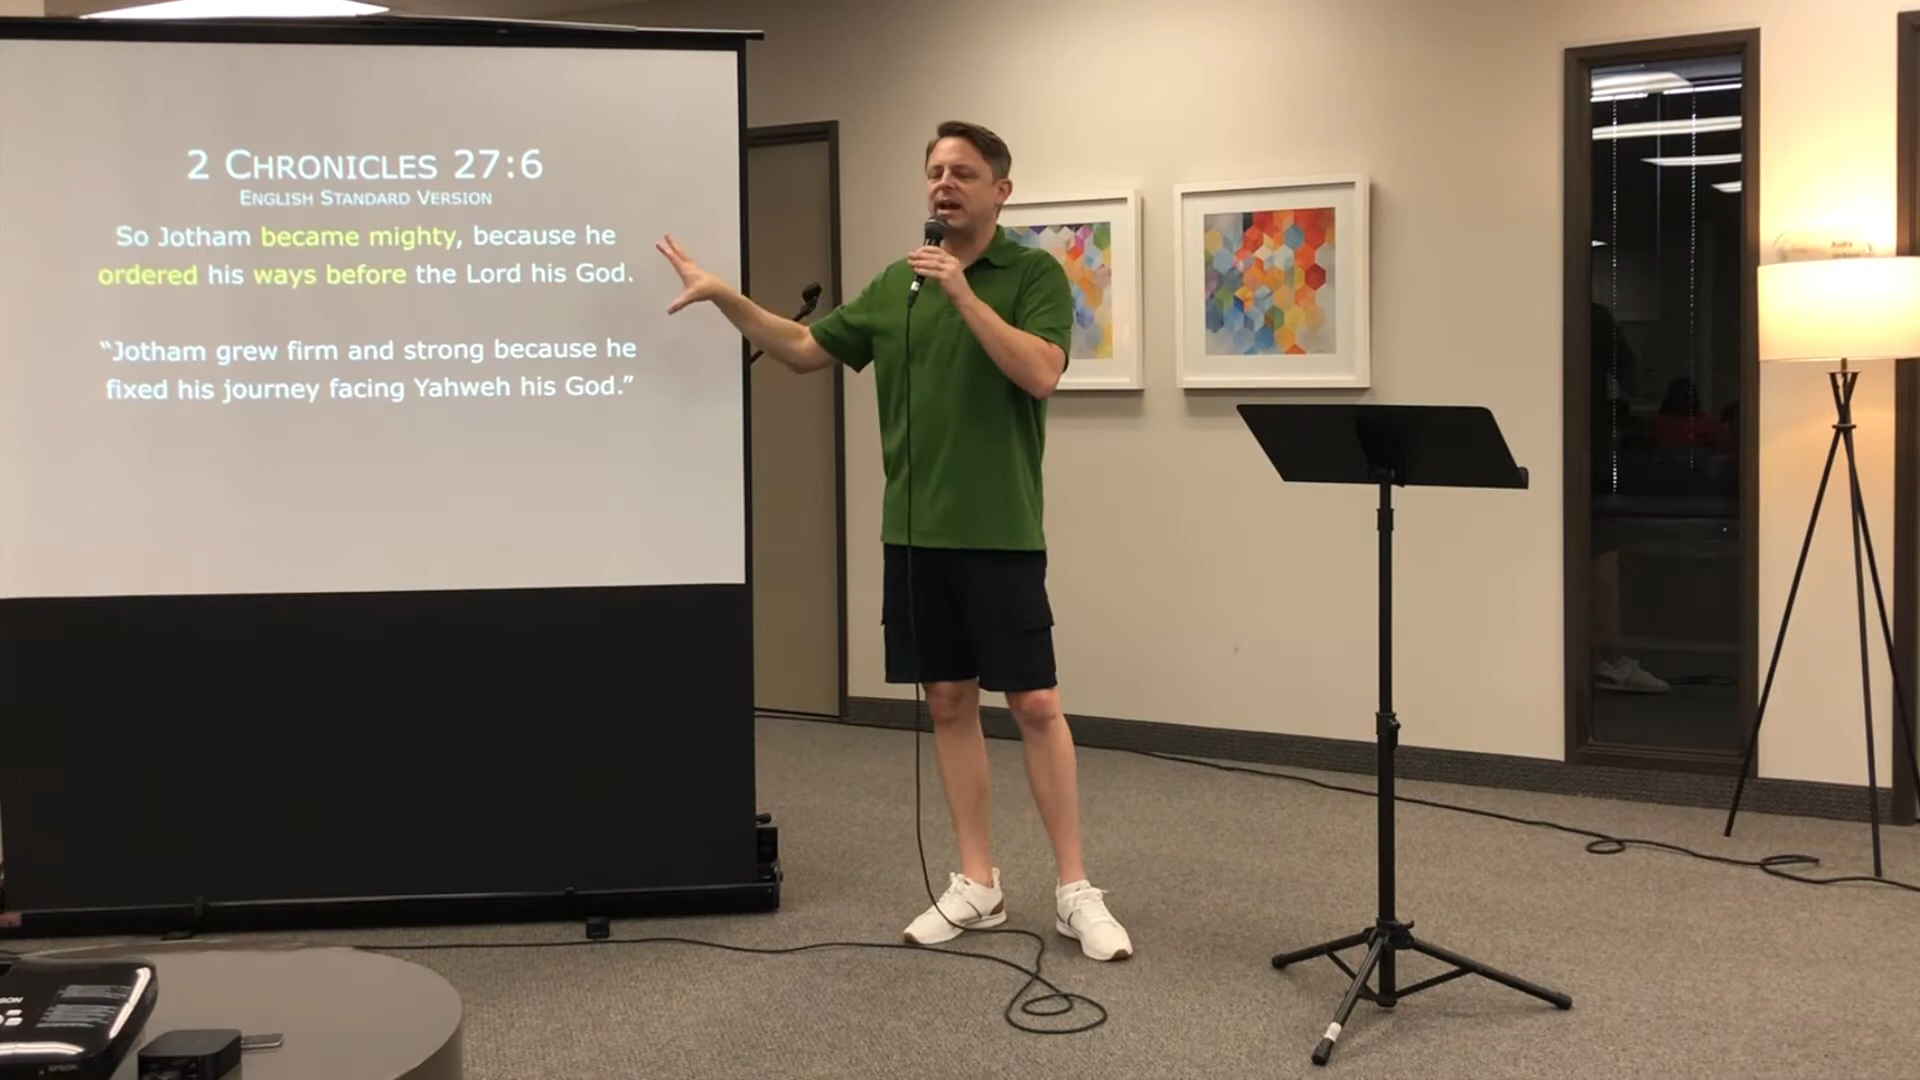 2 CHRONICLES 27:6
ENGLISH STANDARD VERSION
So Jotham became mighty, because he
ordered his ways before the Lord his God.
“Jotham grew firm and strong because he
fixed his journey facing Yahweh his God.”